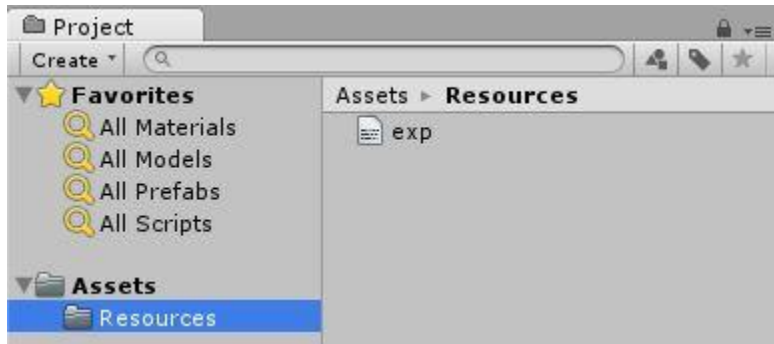 Project
Create
Favorites
All Materials
All Models
All Prefabs
All Scripts
Assets
Resources
Assets ▸ Resources
exp